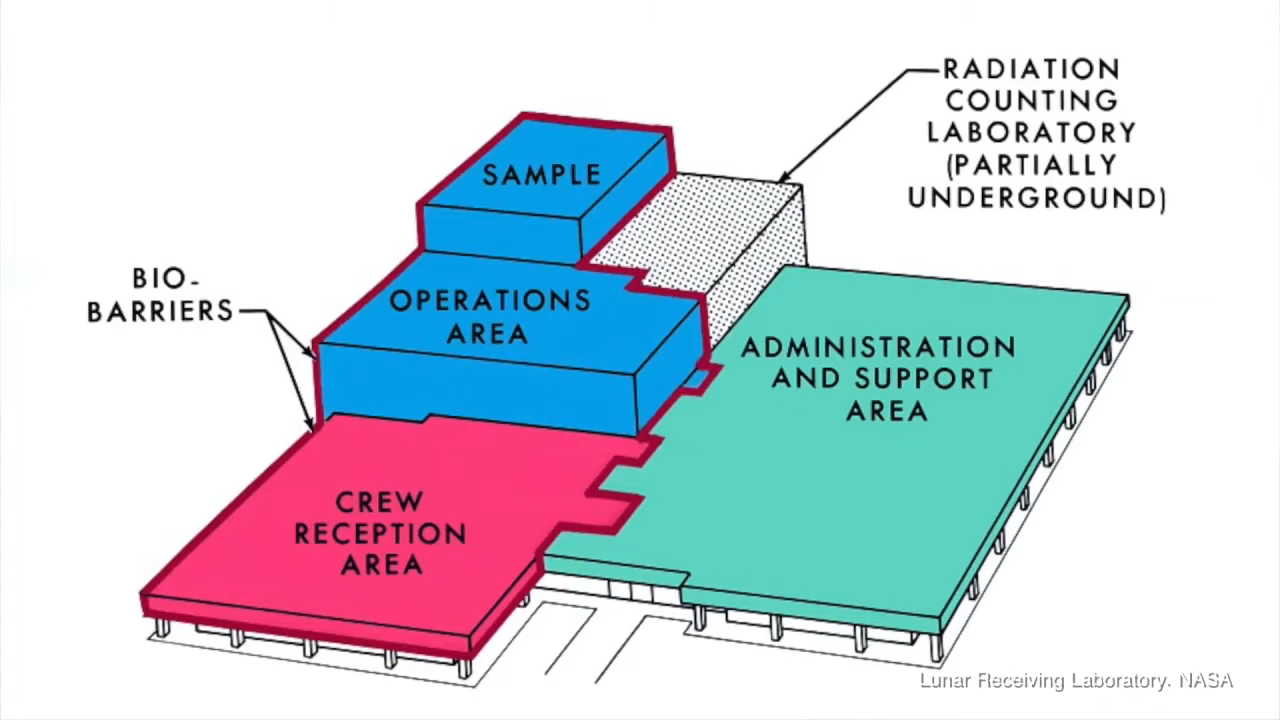 RADIATION
COUNTING
LABORATORY
(PARTIALLY
UNDERGROUND)
SAMPLE
BIO-
BARRIERS
OPERATIONS
AREA
ADMINISTRATION
AND SUPPORT
AREA
CREW
RECEPTION
AREA
Lunar Receiving Laboratory. NASA